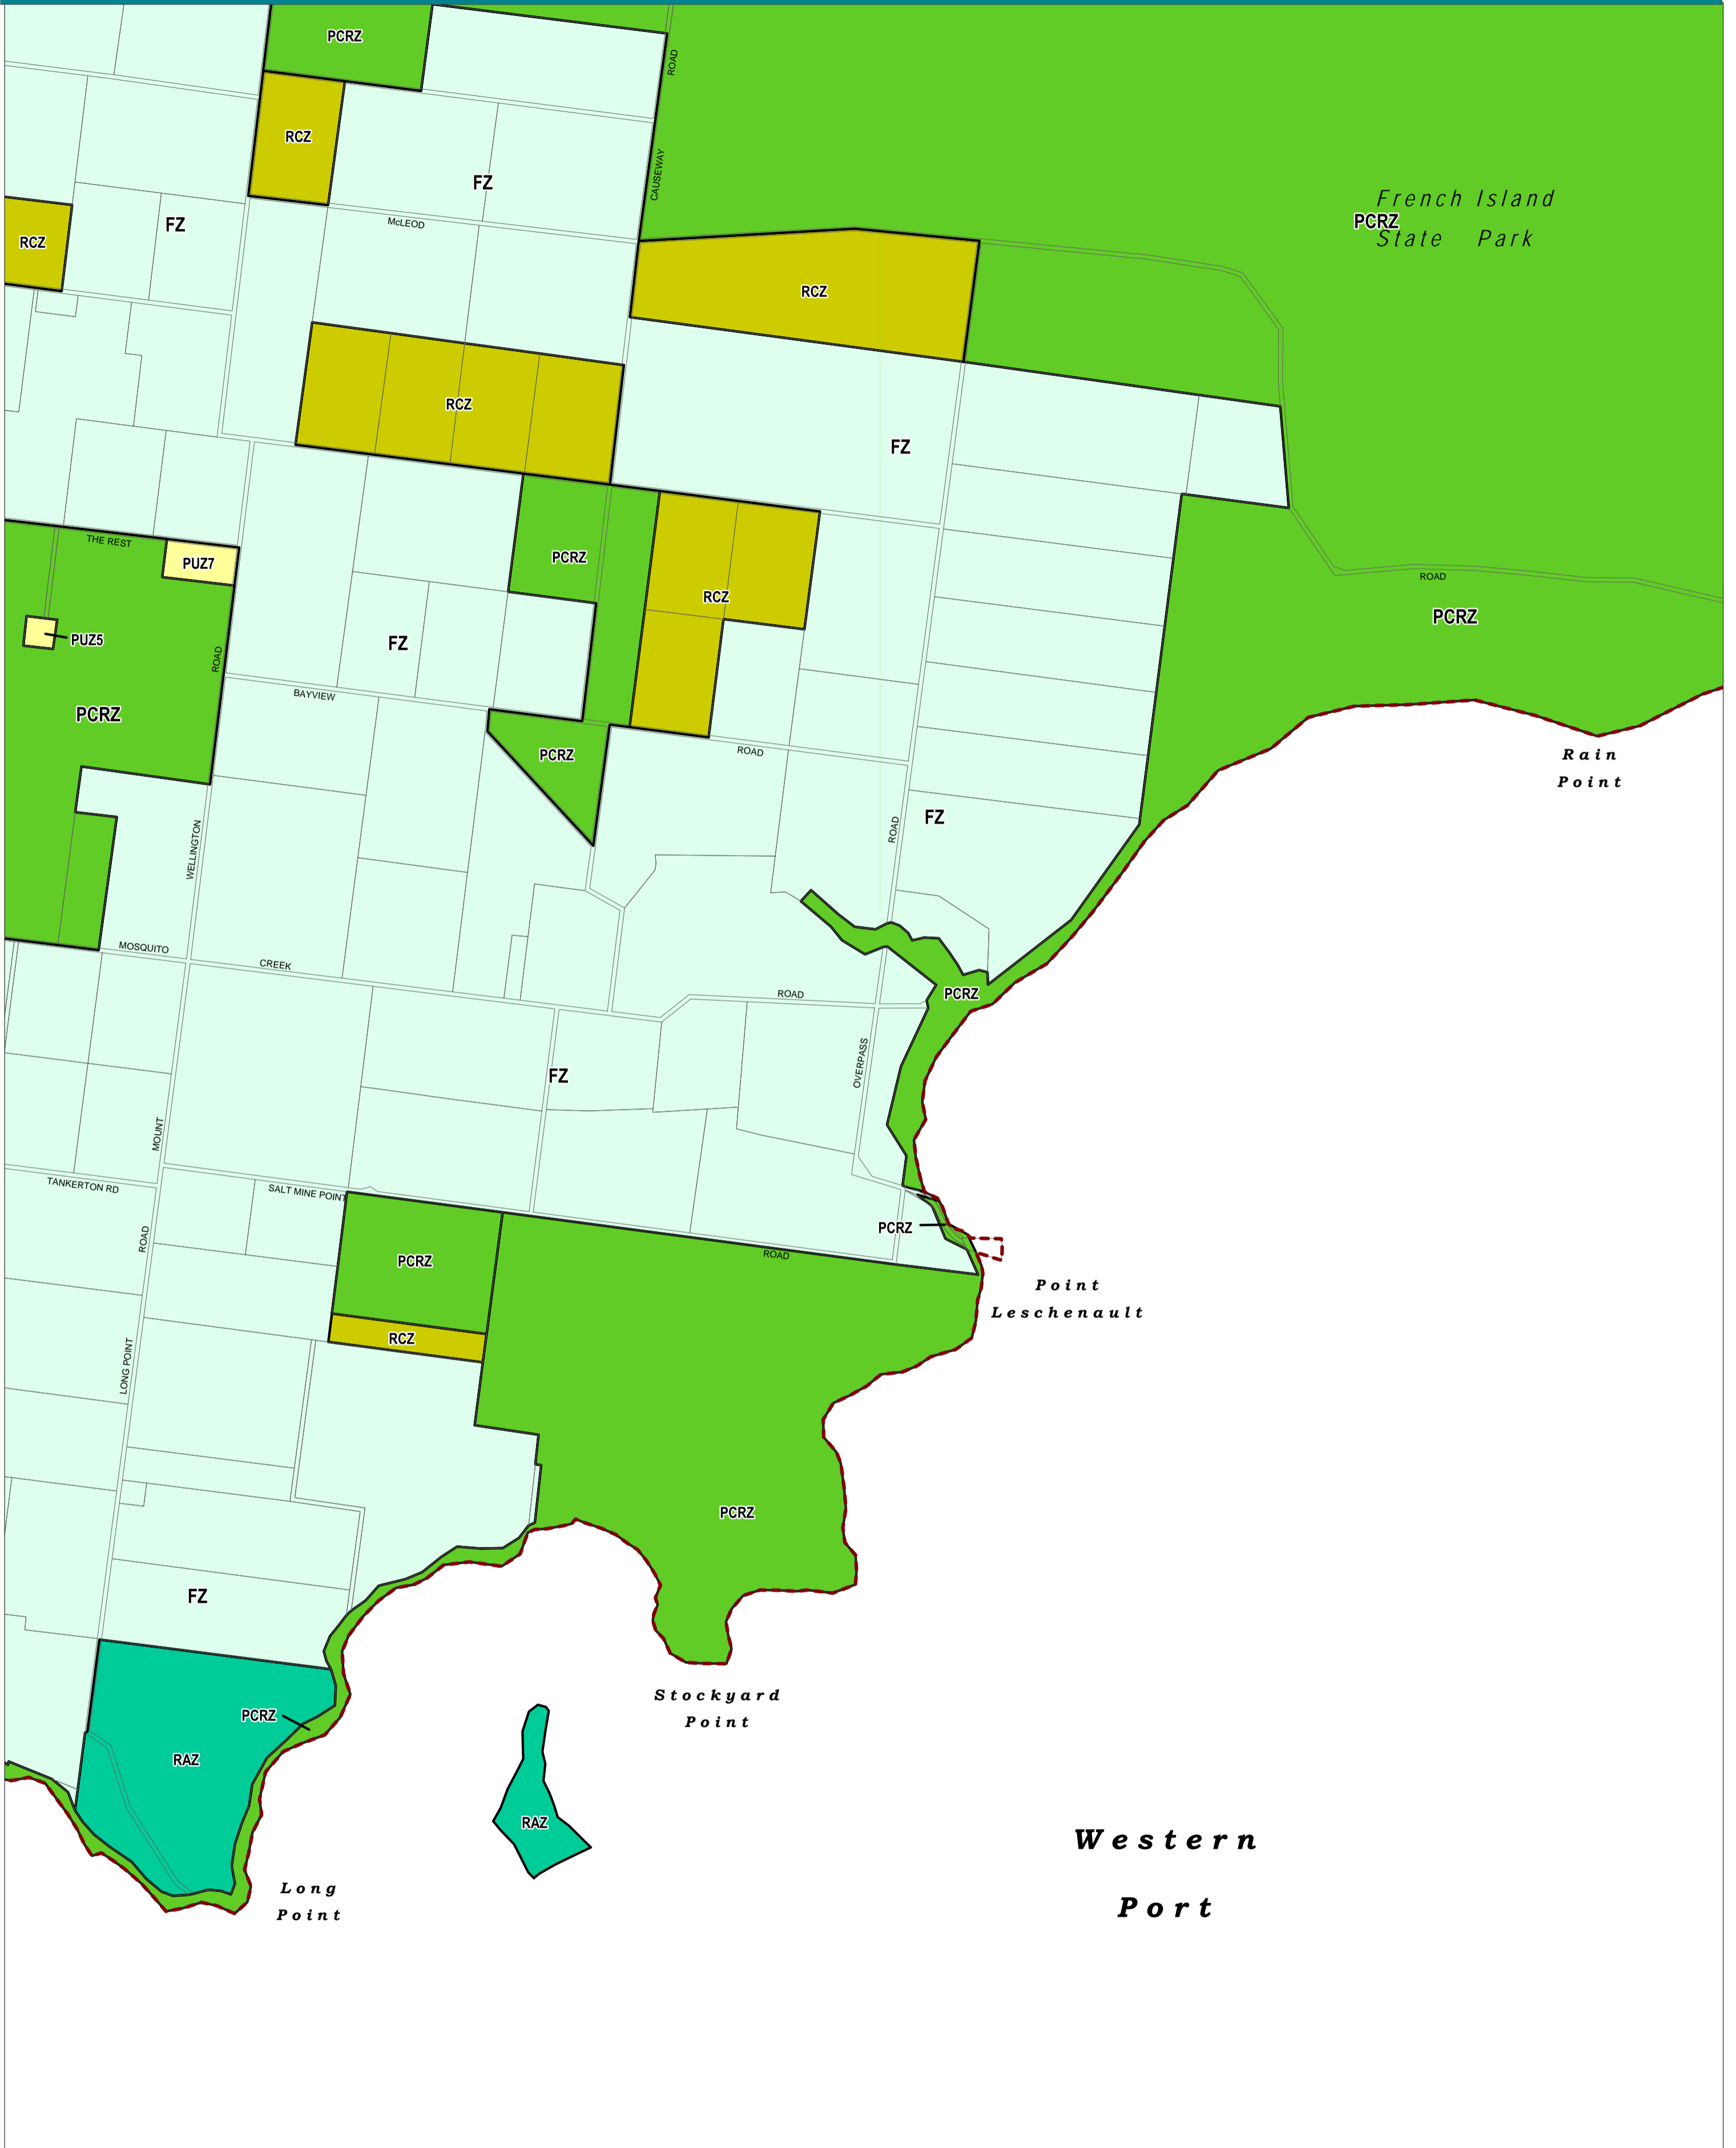 PCRZ
ROAD
RCZ
CAUSEWAY
FZ
French Island
PCRZ
State Park
McLEOD
FZ
RCZ
RCZ
RCZ
FZ
THE REST
PUZ7
PCRZ
ROAD
RCZ
PCRZ
PUZ5
FZ
ROAD
BAYVIEW
PCRZ
ROAD
PCRZ
Rain
Point
FZ
ROAD
WELLINGTON
MOSQUITO
CREEK
ROAD
PCRZ
FZ
OVERPASS
MOUNT
TANKERTON RD
SALT MINE POINT
PCRZ
ROAD
PCRZ
ROAD
Point
Leschenault
RCZ
LONG POINT
PCRZ
FZ
Stockyard
Point
PCRZ
RAZ
RAZ
Western
Port
Long
Point